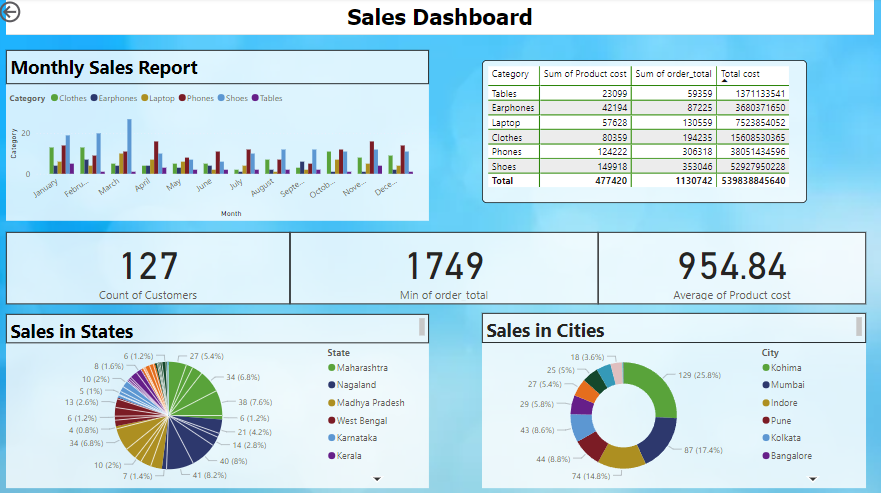 Sales Dashboard
Monthly Sales Report
Category Clothes Earphones Laptop Phones Shoes Tables
Category
20
0
January Febru... March April May June July August Septe... Octob... Nove... Dece...
Month
Category Sum of Product cost Sum of order_total Total cost
Tables 23099 59359 1371133541
Earphones 42194 87225 3680371650
Laptop 57628 130559 7523854052
Clothes 80359 194235 15608530365
Phones 124222 306318 38051434596
Shoes 149918 353046 52927950228
Total 477420 1130742 539838845640
127
Count of Customers
1749
Min of order total
954.84
Average of Product cost
Sales in States
6 (1.2%)
27 (5.4%)
8 (1.6%)
34 (6.8%)
10 (2%)
5 (1%)
13 (2.6%)
38 (7.6%)
6 (1.2%)
6 (1.2%)
4 (0.8%)
21 (4.2%)
34 (6.8%)
14 (2.8%)
10 (2%)
40 (8%)
7 (1.4%)
41 (8.2%)
State
Maharashtra
Nagaland
Madhya Pradesh
West Bengal
Karnataka
Kerala
Sales in Cities
18 (3.6%)
25 (5%)
129 (25.8%)
27 (5.4%)
29 (5.8%)
43 (8.6%)
44 (8.8%)
87 (17.4%)
74 (14.8%)
City
Kohima
Mumbai
Indore
Pune
Kolkata
Bangalore